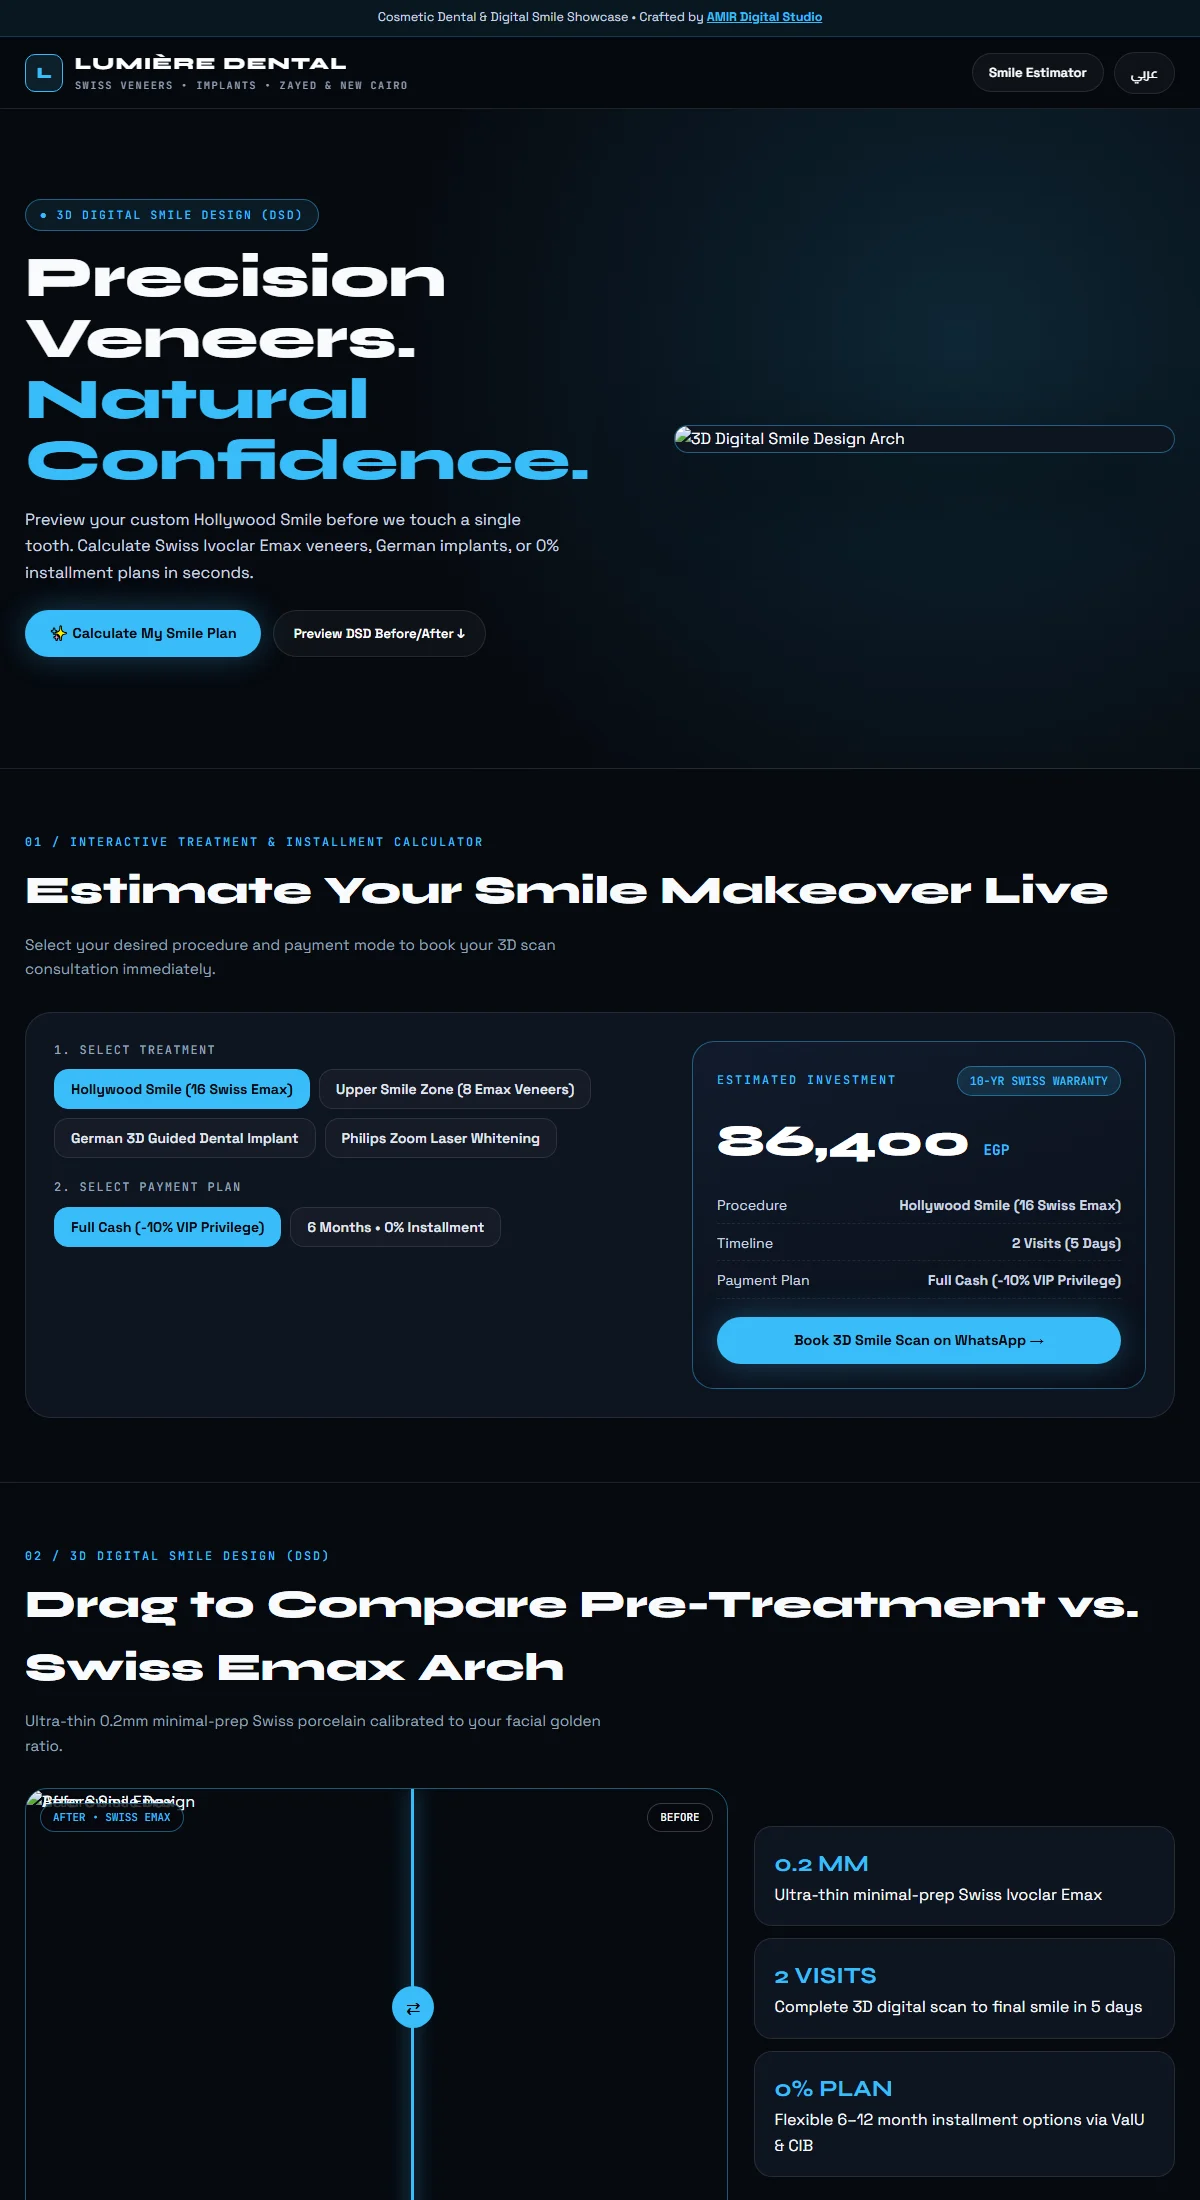 Cosmetic Dental & Digital Smile Showcase • Crafted by AMIR Digital Studio
L
LUMIÈRE DENTAL
SWISS VENEERS • IMPLANTS • ZAYED & NEW CAIRO
Smile Estimator
عربي
● 3D DIGITAL SMILE DESIGN (DSD)
Precision
Veneers.
Natural
Confidence.
3D Digital Smile Design Arch
Preview your custom Hollywood Smile before we touch a single
tooth. Calculate Swiss Ivoclar Emax veneers, German implants, or 0%
installment plans in seconds.
✨ Calculate My Smile Plan
Preview DSD Before/After ↓
01 / INTERACTIVE TREATMENT & INSTALLMENT CALCULATOR
Estimate Your Smile Makeover Live
Select your desired procedure and payment mode to book your 3D scan
consultation immediately.
1. SELECT TREATMENT
Hollywood Smile (16 Swiss Emax)
Upper Smile Zone (8 Emax Veneers)
German 3D Guided Dental Implant
Philips Zoom Laser Whitening
2. SELECT PAYMENT PLAN
Full Cash (-10% VIP Privilege)
6 Months • 0% Installment
ESTIMATED INVESTMENT
10-YR SWISS WARRANTY
86,400 EGP
Procedure Hollywood Smile (16 Swiss Emax)
Timeline 2 Visits (5 Days)
Payment Plan Full Cash (-10% VIP Privilege)
Book 3D Smile Scan on WhatsApp →
02 / 3D DIGITAL SMILE DESIGN (DSD)
Drag to Compare Pre-Treatment vs.
Swiss Emax Arch
Ultra-thin 0.2mm minimal-prep Swiss porcelain calibrated to your facial golden
ratio.
AFTER • SWISS EMAX
BEFORE
⇄
0.2 MM
Ultra-thin minimal-prep Swiss Ivoclar Emax
2 VISITS
Complete 3D digital scan to final smile in 5 days
0% PLAN
Flexible 6–12 month installment options via ValU
& CIB